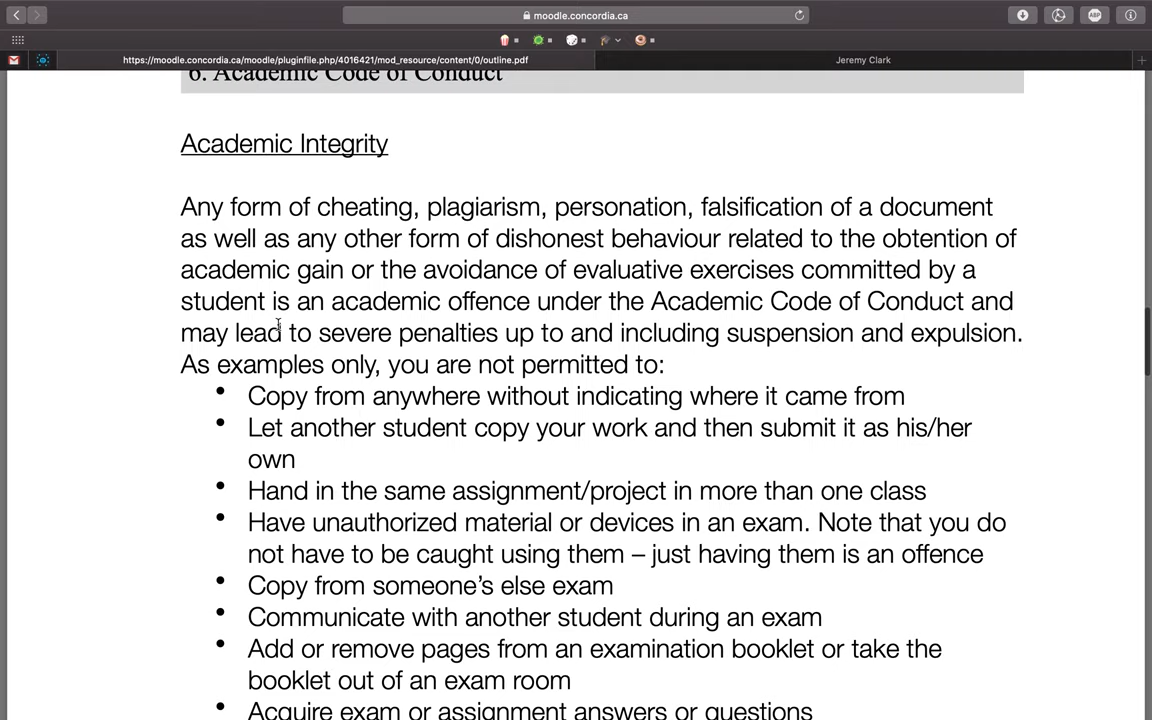 moodle.concordia.ca
ABP
https://moodle.concordia.ca/moodle/pluginfile.php/4016421/mod_resource/content/0/outline.pdf
Jeremy Clark
6. Academic Code of Conduct
Academic Integrity
Any form of cheating, plagiarism, personation, falsification of a document
as well as any other form of dishonest behaviour related to the obtention of
academic gain or the avoidance of evaluative exercises committed by a
student is an academic offence under the Academic Code of Conduct and
may lead to severe penalties up to and including suspension and expulsion.
As examples only, you are not permitted to:
• Copy from anywhere without indicating where it came from
• Let another student copy your work and then submit it as his/her
own
• Hand in the same assignment/project in more than one class
• Have unauthorized material or devices in an exam. Note that you do
not have to be caught using them – just having them is an offence
• Copy from someone’s else exam
• Communicate with another student during an exam
• Add or remove pages from an examination booklet or take the
booklet out of an exam room
• Acquire exam or assignment answers or questions